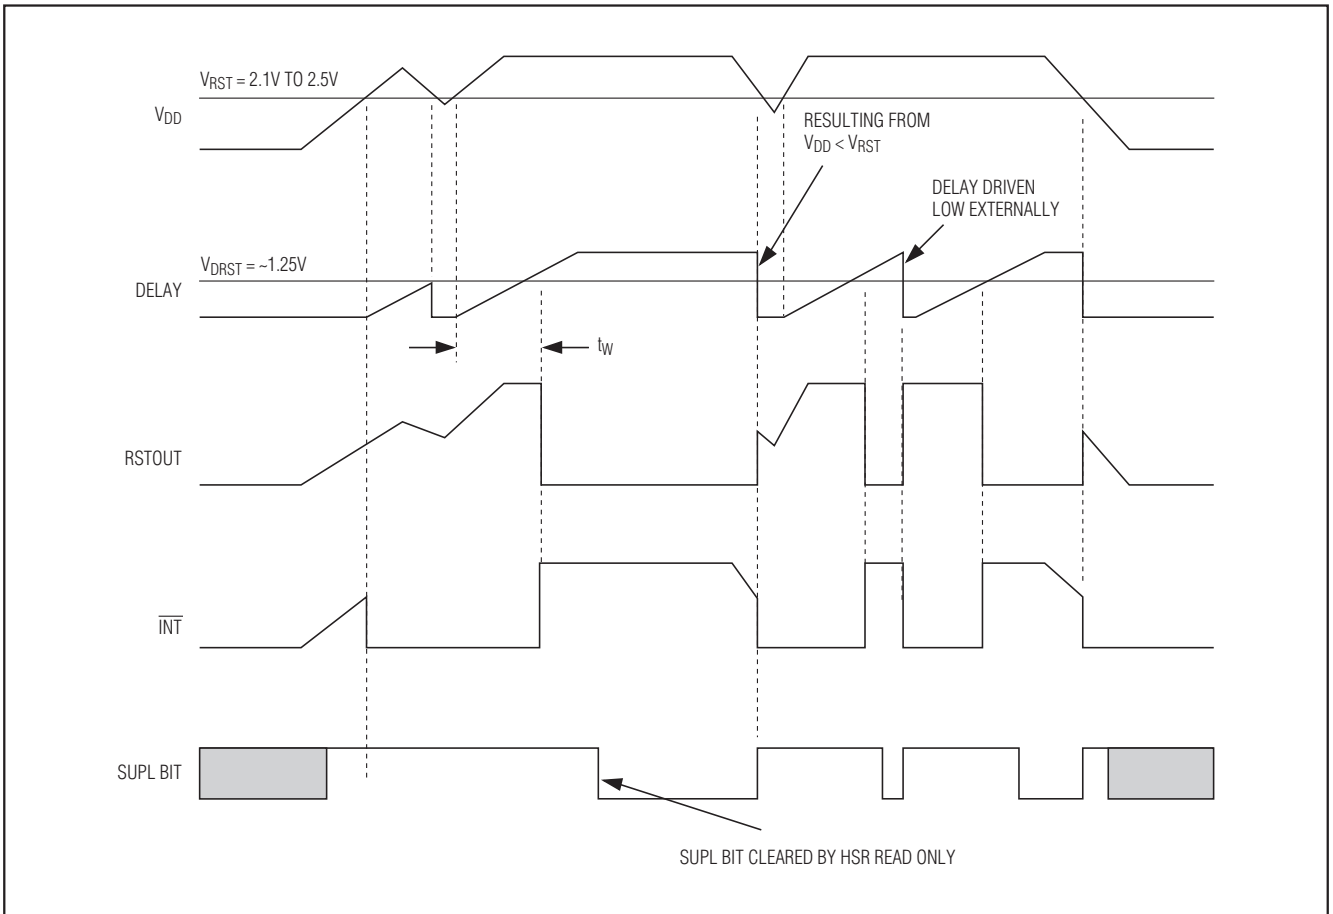 VRST = 2.1V TO 2.5V
VDD
RESULTING FROM
VDD < VRST
DELAY DRIVEN
LOW EXTERNALLY
VDRST = ~1.25V
DELAY
tW
RSTOUT
INT
SUPL BIT
SUPL BIT CLEARED BY HSR READ ONLY